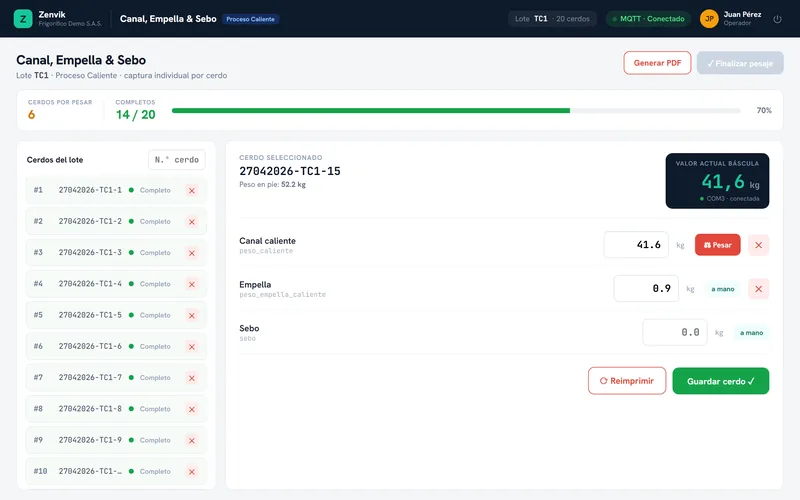 Z
Zenvik
Frigorífico Demo S.A.S.
Canal, Empella & Sebo
Proceso Caliente
Lote TC1 · 20 cerdos
MQTT · Conectado
JP
Juan Pérez
Operador
Canal, Empella & Sebo
Lote TC1 · Proceso Caliente · captura individual por cerdo
Generar PDF
✓ Finalizar pesaje
CERDOS POR PESAR
6
COMPLETOS
14 / 20
70%
Cerdos del lote
N.° cerdo
#1 27042026-TC1-1 Completo
#2 27042026-TC1-2 Completo
#3 27042026-TC1-3 Completo
#4 27042026-TC1-4 Completo
#5 27042026-TC1-5 Completo
#6 27042026-TC1-6 Completo
#7 27042026-TC1-7 Completo
#8 27042026-TC1-8 Completo
#9 27042026-TC1-9 Completo
#10 27042026-TC1-… Completo
CERDO SELECCIONADO
27042026-TC1-15
Peso en pie: 52.2 kg
VALOR ACTUAL BÁSCULA
41,6 kg
COM3 · conectada
Canal caliente
peso_caliente
41.6 kg
Pesar
Empella
peso_empella_caliente
0.9 kg
a mano
Sebo
sebo
0.0 kg
a mano
Reimprimir
Guardar cerdo ✓